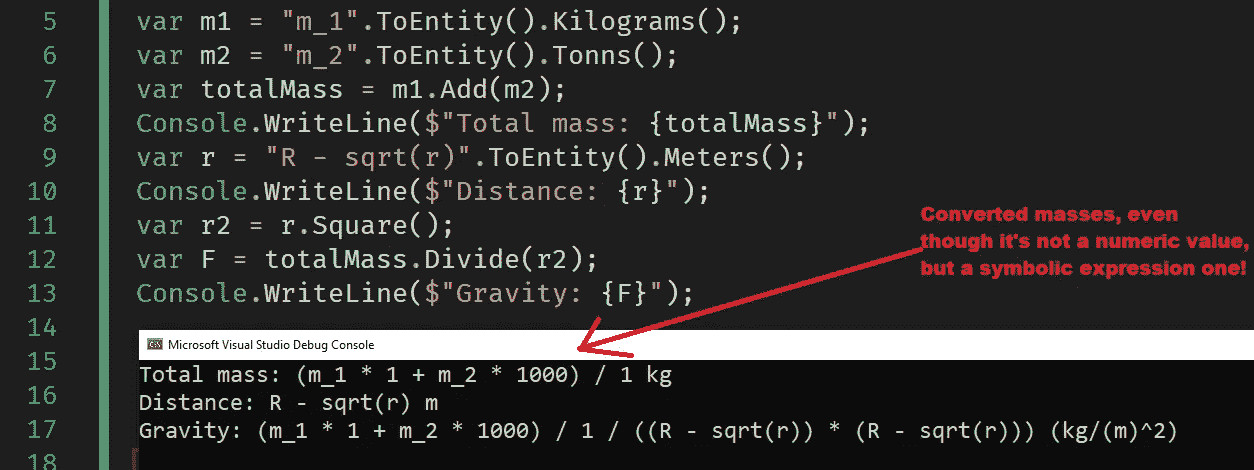 5 var m1 = "m_1".ToEntity().Kilograms();
6 var m2 = "m_2".ToEntity().Tonns();
7 var totalMass = m1.Add(m2);
8 Console.WriteLine($"Total mass: {totalMass}");
9 var r = "R - sqrt(r)".ToEntity().Meters();
10 Console.WriteLine($"Distance: {r}");
11 var r2 = r.Square();
12 var F = totalMass.Divide(r2);
13 Console.WriteLine($"Gravity: {F}");
14
15
16
17
18
Converted masses, even
though it's not a numeric value,
but a symbolic expression one!
Microsoft Visual Studio Debug Console
Total mass: (m_1 * 1 + m_2 * 1000) / 1 kg
Distance: R - sqrt(r) m
Gravity: (m_1 * 1 + m_2 * 1000) / 1 / ((R - sqrt(r)) * (R - sqrt(r))) (kg/(m)^2)